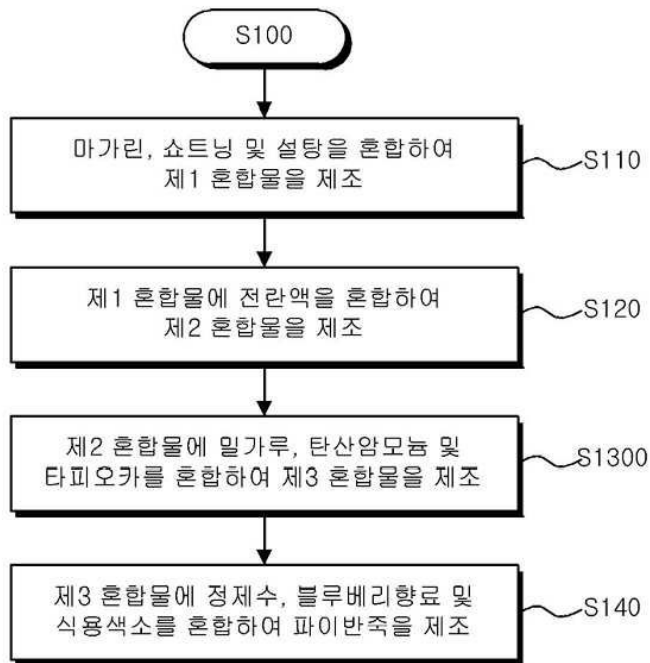 S100
마가린, 쇼트닝 및 설탕을 혼합하여
제1 혼합물을 제조
S110
제1 혼합물에 전란액을 혼합하여
제2 혼합물을 제조
S120
제2 혼합물에 밀가루, 탄산암모늄 및
타피오카를 혼합하여 제3 혼합물을 제조
S1300
제3 혼합물에 정제수, 블루베리향료 및
식용색소를 혼합하여 파이반죽을 제조
S140